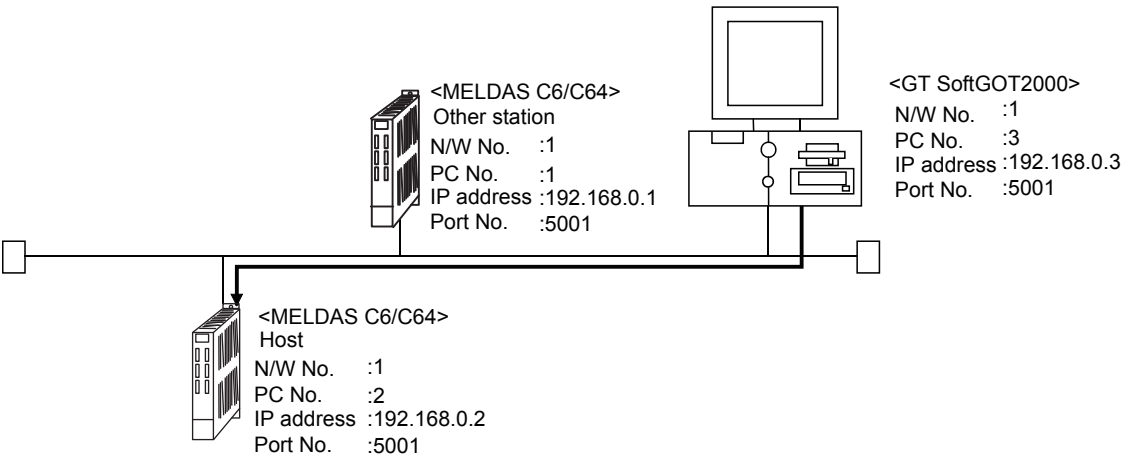 <MELDAS C6/C64>
Other station
N/W No. :1
PC No. :1
IP address :192.168.0.1
Port No. :5001
<GT SoftGOT2000>
N/W No. :1
PC No. :3
IP address :192.168.0.3
Port No. :5001
<MELDAS C6/C64>
Host
N/W No. :1
PC No. :2
IP address :192.168.0.2
Port No. :5001